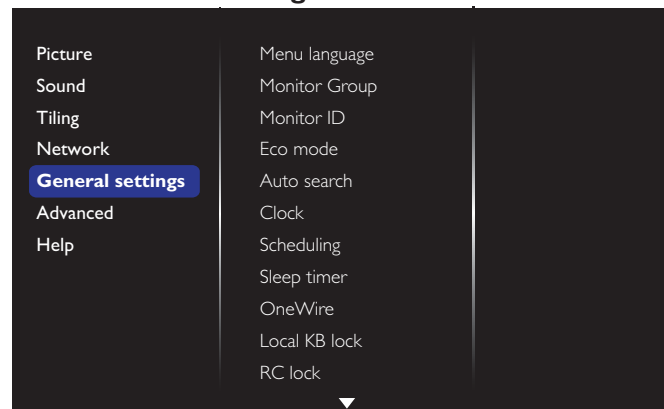 Picture
Sound
Tiling
Network
General settings
Advanced
Help
Menu language
Monitor Group
Monitor ID
Eco mode
Auto search
Clock
Scheduling
Sleep timer
OneWire
Local KB lock
RC lock